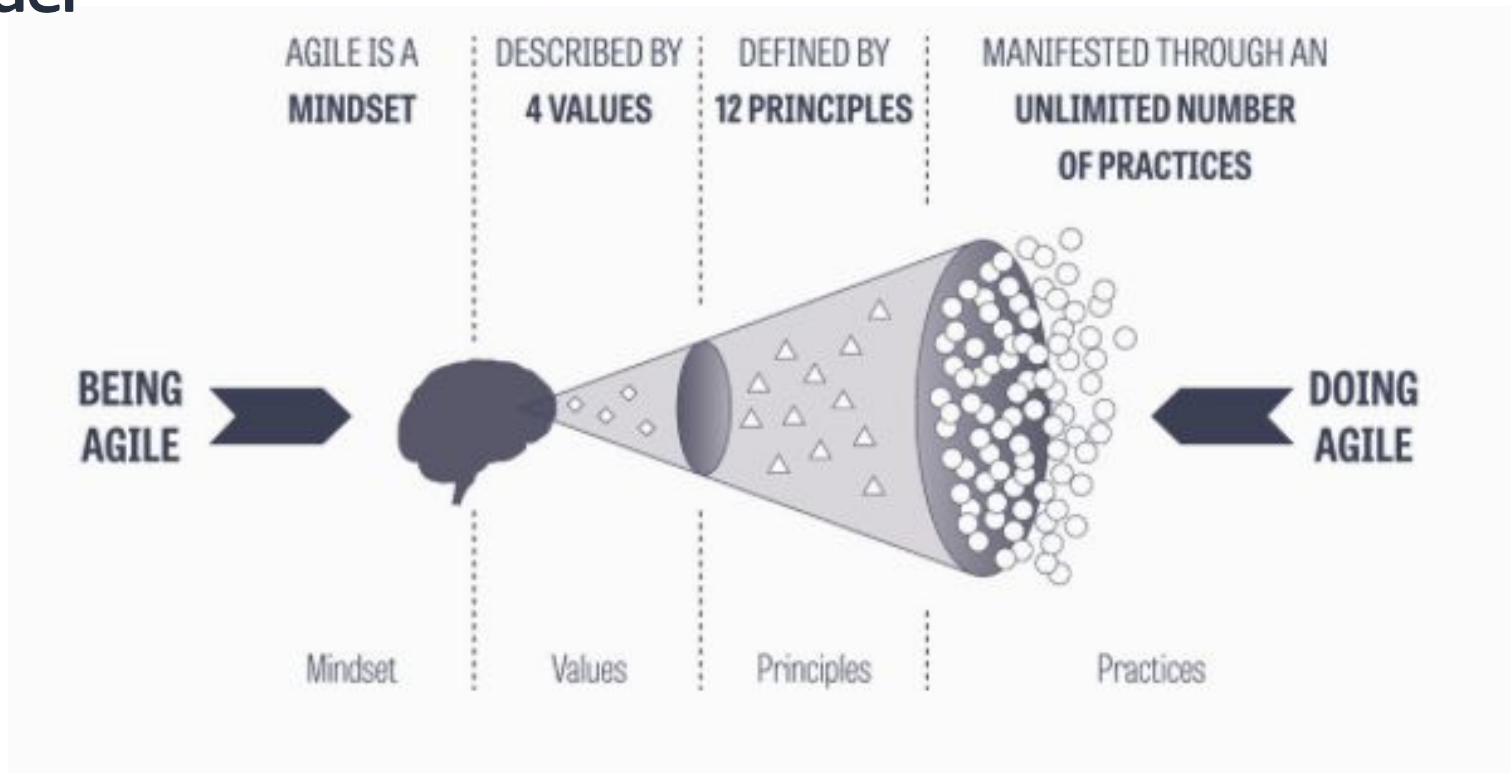 AGILE IS A
MINDSET
DESCRIBED BY
4 VALUES
DEFINED BY
12 PRINCIPLES
MANIFESTED THROUGH AN
UNLIMITED NUMBER
OF PRACTICES
BEING
AGILE
DOING
AGILE
Mindset
Values
Principles
Practices